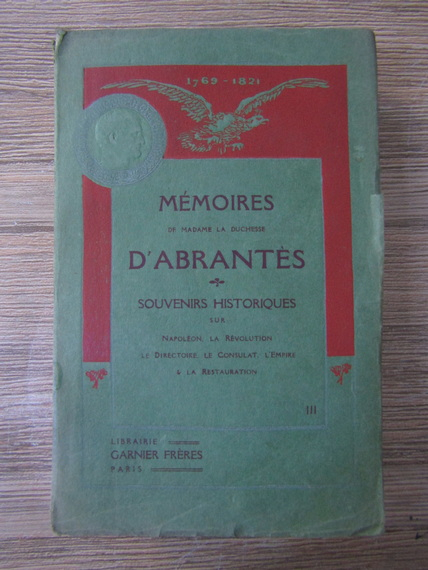 1769 - 1821
MÉMOIRES
DE MADAME LA DUCHESSE
D'ABRANTÈS
SOUVENIRS HISTORIQUES
SUR
NAPOLÉON, LA RÉVOLUTION
LE DIRECTOIRE, LE CONSULAT, L'EMPIRE
& LA RESTAURATION
III
LIBRAIRIE
GARNIER FRÈRES
PARIS